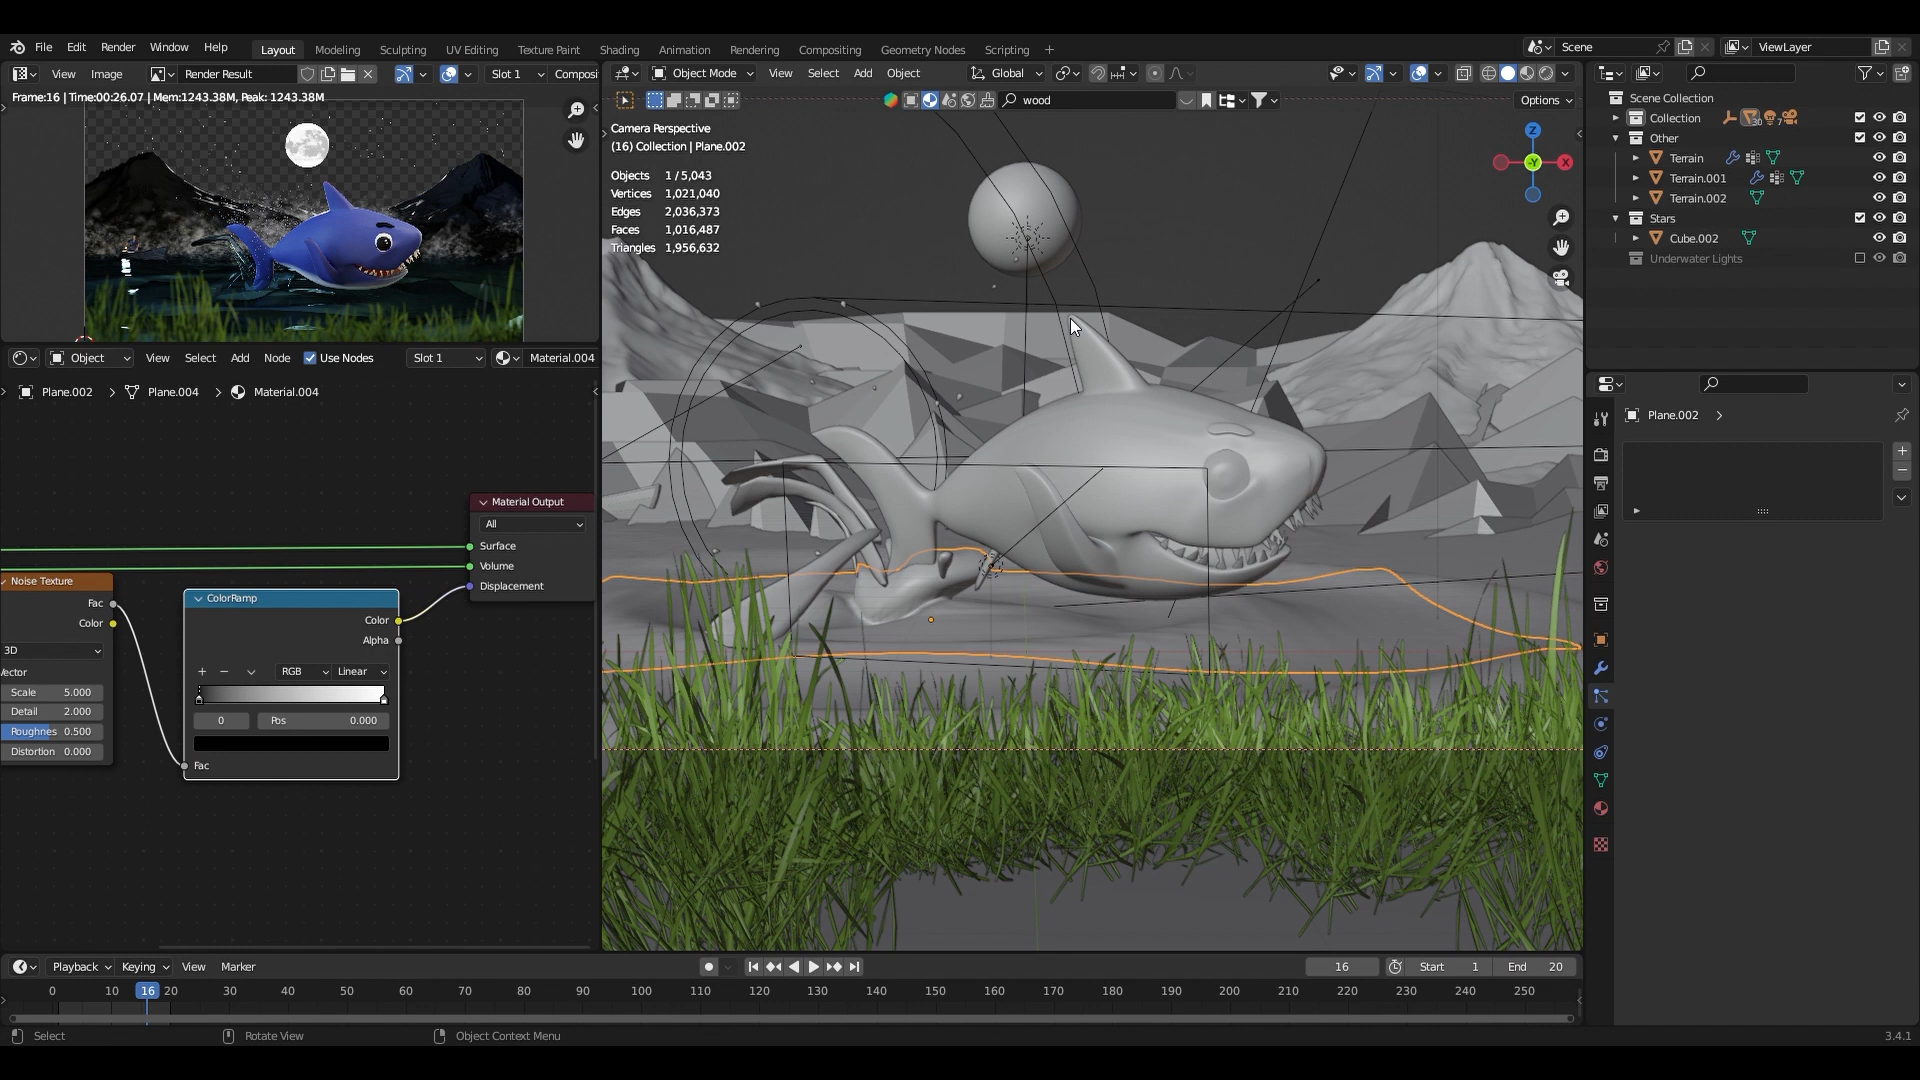 File Edit Render Window Help Layout Modeling Sculpting UV Editing Texture Paint Shading Animation Rendering Compositing Geometry Nodes Scripting + Scene ViewLayer
View Image Render Result Slot 1 Composi
Frame:16 | Time:00:26.07 | Mem:1243.38M, Peak: 1243.38M
Object Mode View Select Add Object Global
wood Options
Camera Perspective
(16) Collection | Plane.002
Objects 1 / 5,043
Vertices 1,021,040
Edges 2,036,373
Faces 1,016,487
Triangles 1,956,632
Z
-Y
X
Scene Collection
Collection 30 7
Other
Terrain
Terrain.001
Terrain.002
Stars
Cube.002
Underwater Lights
Object View Select Add Node Use Nodes Slot 1 Material.004
Plane.002 > Plane.004 > Material.004
Material Output
All
Surface
Volume
Displacement
Noise Texture
Fac
Color
3D
Vector
Scale 5.000
Detail 2.000
Roughnes 0.500
Distortion 0.000
ColorRamp
Color
Alpha
+ − RGB Linear
0 Pos 0.000
Fac
Plane.002 >
Playback Keying View Marker 16 Start 1 End 20
0 10 16 20 30 40 50 60 70 80 90 100 110 120 130 140 150 160 170 180 190 200 210 220 230 240 250
Select Rotate View Object Context Menu 3.4.1